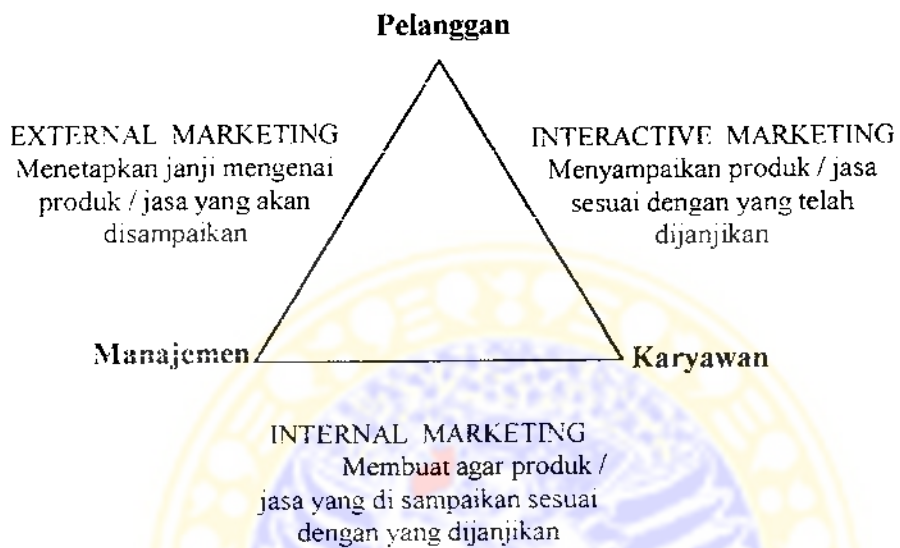 Pelanggan
EXTERNAL MARKETING
Menetapkan janji mengenai
produk / jasa yang akan
disampaikan
INTERACTIVE MARKETING
Menyampaikan produk / jasa
sesuai dengan yang telah
dijanjikan
Manajemen
Karyawan
INTERNAL MARKETING
Membuat agar produk /
jasa yang di sampaikan sesuai
dengan yang dijanjikan